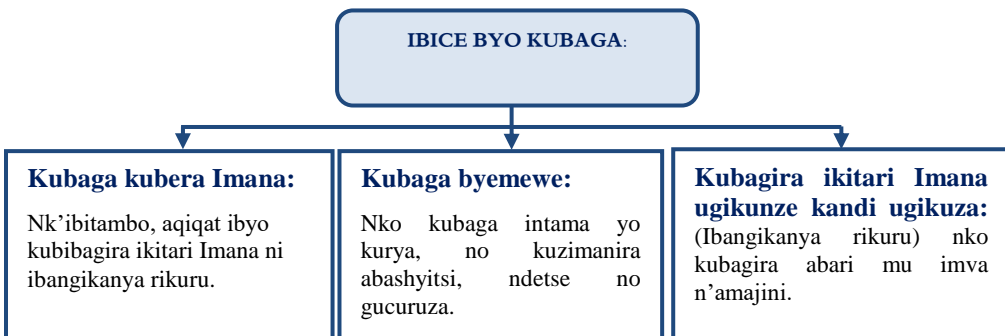 IBICE BYO KUBAGA:
Kubaga kubera Imana:
Nk’ibitambo, aqiqat ibyo
kubibagira ikitari Imana ni
ibangikanya rikuru.
Kubaga byemewe:
Nko kubaga intama yo
kurya, no kuzimanira
abashyitsi, ndetse no
gucuruza.
Kubagira ikitari Imana
ugikunze kandi ugikuza:
(Ibangikanya rikuru) nko
kubagira abari mu imva
n’amajini.